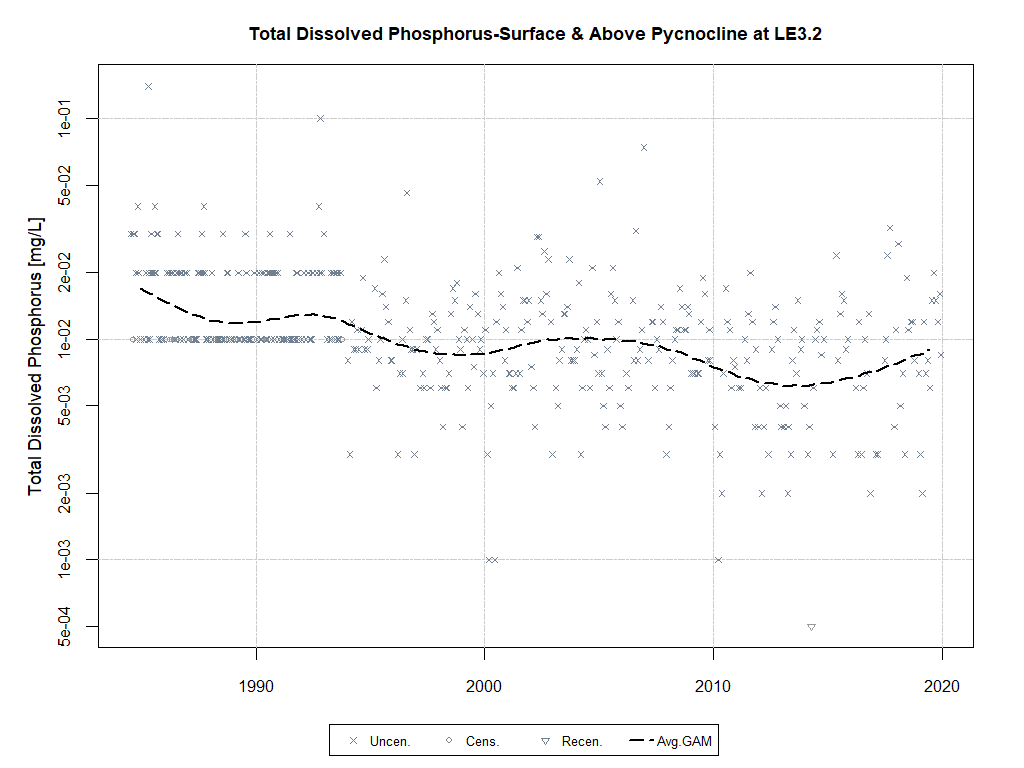 Total Dissolved Phosphorus-Surface & Above Pycnocline at LE3.2
Total Dissolved Phosphorus [mg/L]
1e-01
5e-02
2e-02
1e-02
5e-03
2e-03
1e-03
5e-04
1990 2000 2010 2020
Uncen. Cens. Recen. Avg.GAM